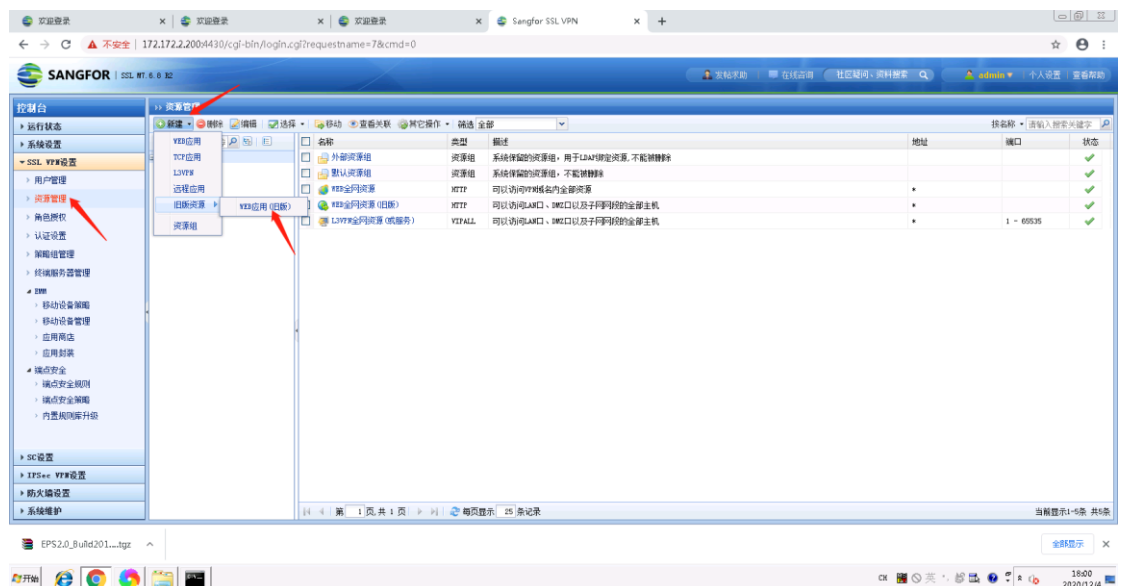 欢迎登录 × 欢迎登录 × 欢迎登录 × Sangfor SSL VPN × +
不安全 | 172.172.2.200:4430/cgi-bin/login.cgi?requestname=7&cmd=0
SANGFOR | SSL M7.6.8 R2 发帖求助 在线咨询 社区疑问、资料搜索 admin▼ 个人设置 查看帮助
控制台
运行状态
系统设置
SSL VPN设置
用户管理
资源管理
角色授权
认证设置
策略组管理
终端服务器管理
EMM
移动设备策略
移动设备管理
应用商店
应用封装
端点安全
端点安全规则
端点安全策略
内置规则库升级
SC设置
IPSec VPN设置
防火墙设置
系统维护
>> 资源管理
新建 删除 编辑 选择 移动 查看关联 其它操作 筛选 全部 按名称 请输入搜索关键字
WEB应用
TCP应用
L3VPN
远程应用
旧版资源 WEB应用(旧版)
资源组
名称 类型 描述 地址 端口 状态
外部资源组 资源组 系统保留的资源组，用于LDAP绑定资源,不能被删除
默认资源组 资源组 系统保留的资源组，不能被删除
WEB全网资源 HTTP 可以访问VPN域名内全部资源 *
WEB全网资源(旧版) HTTP 可以访问LAN口、DMZ口以及子网网段的全部主机 *
L3VPN全网资源(或服务) VIPALL 可以访问LAN口、DMZ口以及子网网段的全部主机 * 1 - 65535
第 1 页,共 1 页 每页显示 25 条记录 当前显示1-5条 共5条
EPS2.0_Build201....tgz 全部显示 ×
开始 CH 英 18:00
2020/12/4